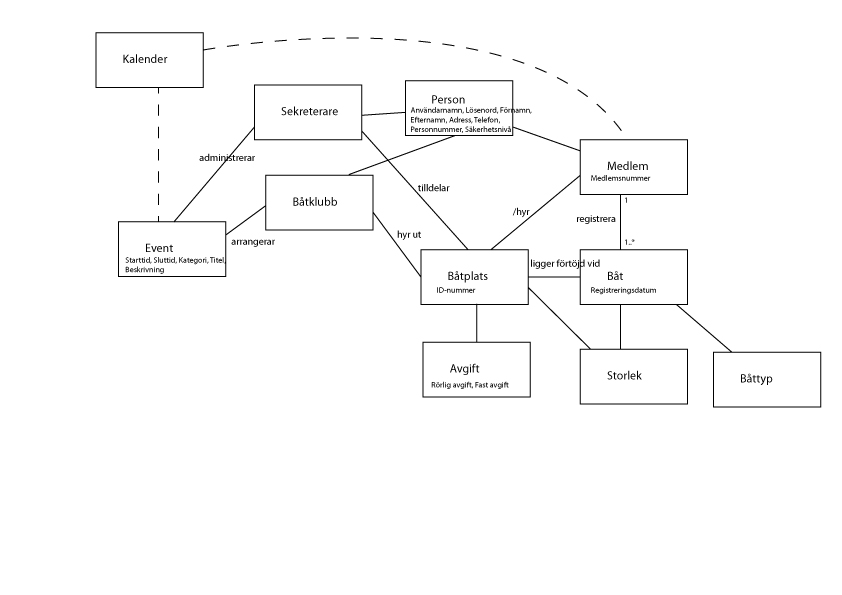 Kalender
Sekreterare
Person
Användarnamn, Lösenord, Förnamn,
Efternamn, Adress, Telefon,
Personnummer, Säkerhetsnivå
administrerar
Medlem
Medlemsnummer
tilldelar
Båtklubb
1
/hyr
registrera
hyr ut
arrangerar
1..*
Event
Starttid, Sluttid, Kategori, Titel,
Beskrivning
ligger förtöjd vid
Båtplats
ID-nummer
Båt
Registreringsdatum
Avgift
Rörlig avgift, Fast avgift
Storlek
Båttyp